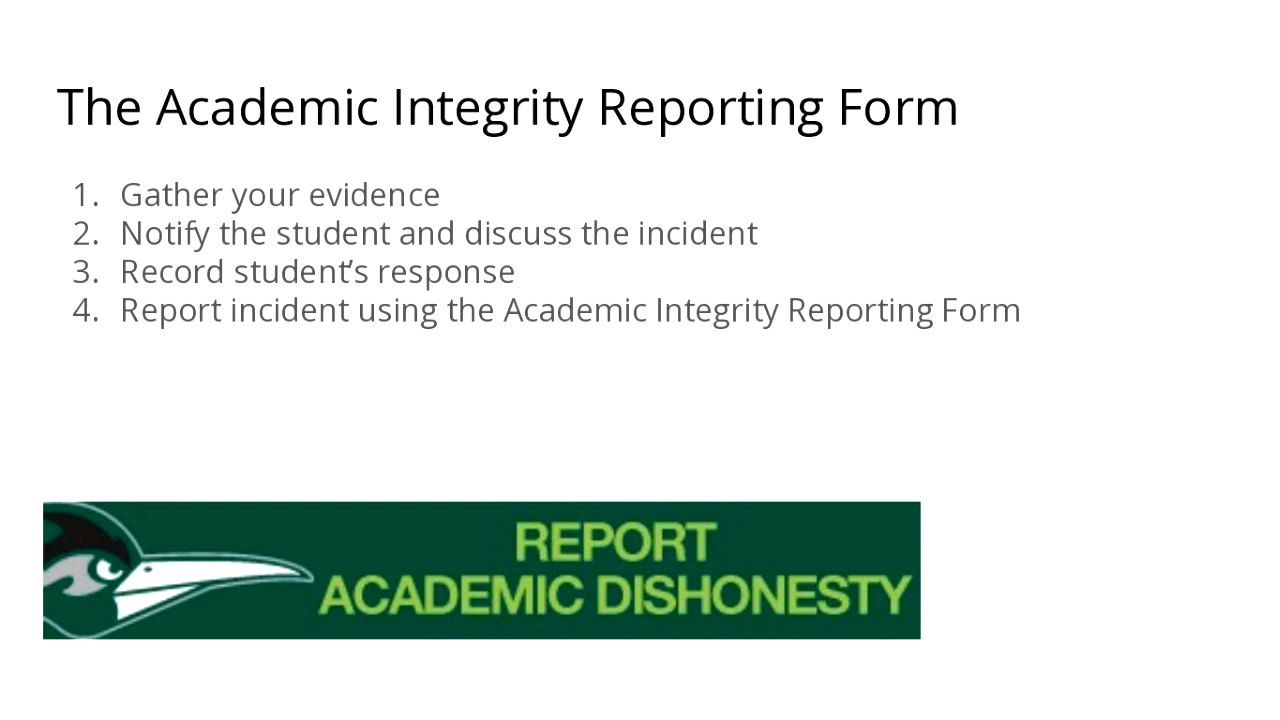 The Academic Integrity Reporting Form
1. Gather your evidence
2. Notify the student and discuss the incident
3. Record student’s response
4. Report incident using the Academic Integrity Reporting Form
REPORT
ACADEMIC DISHONESTY